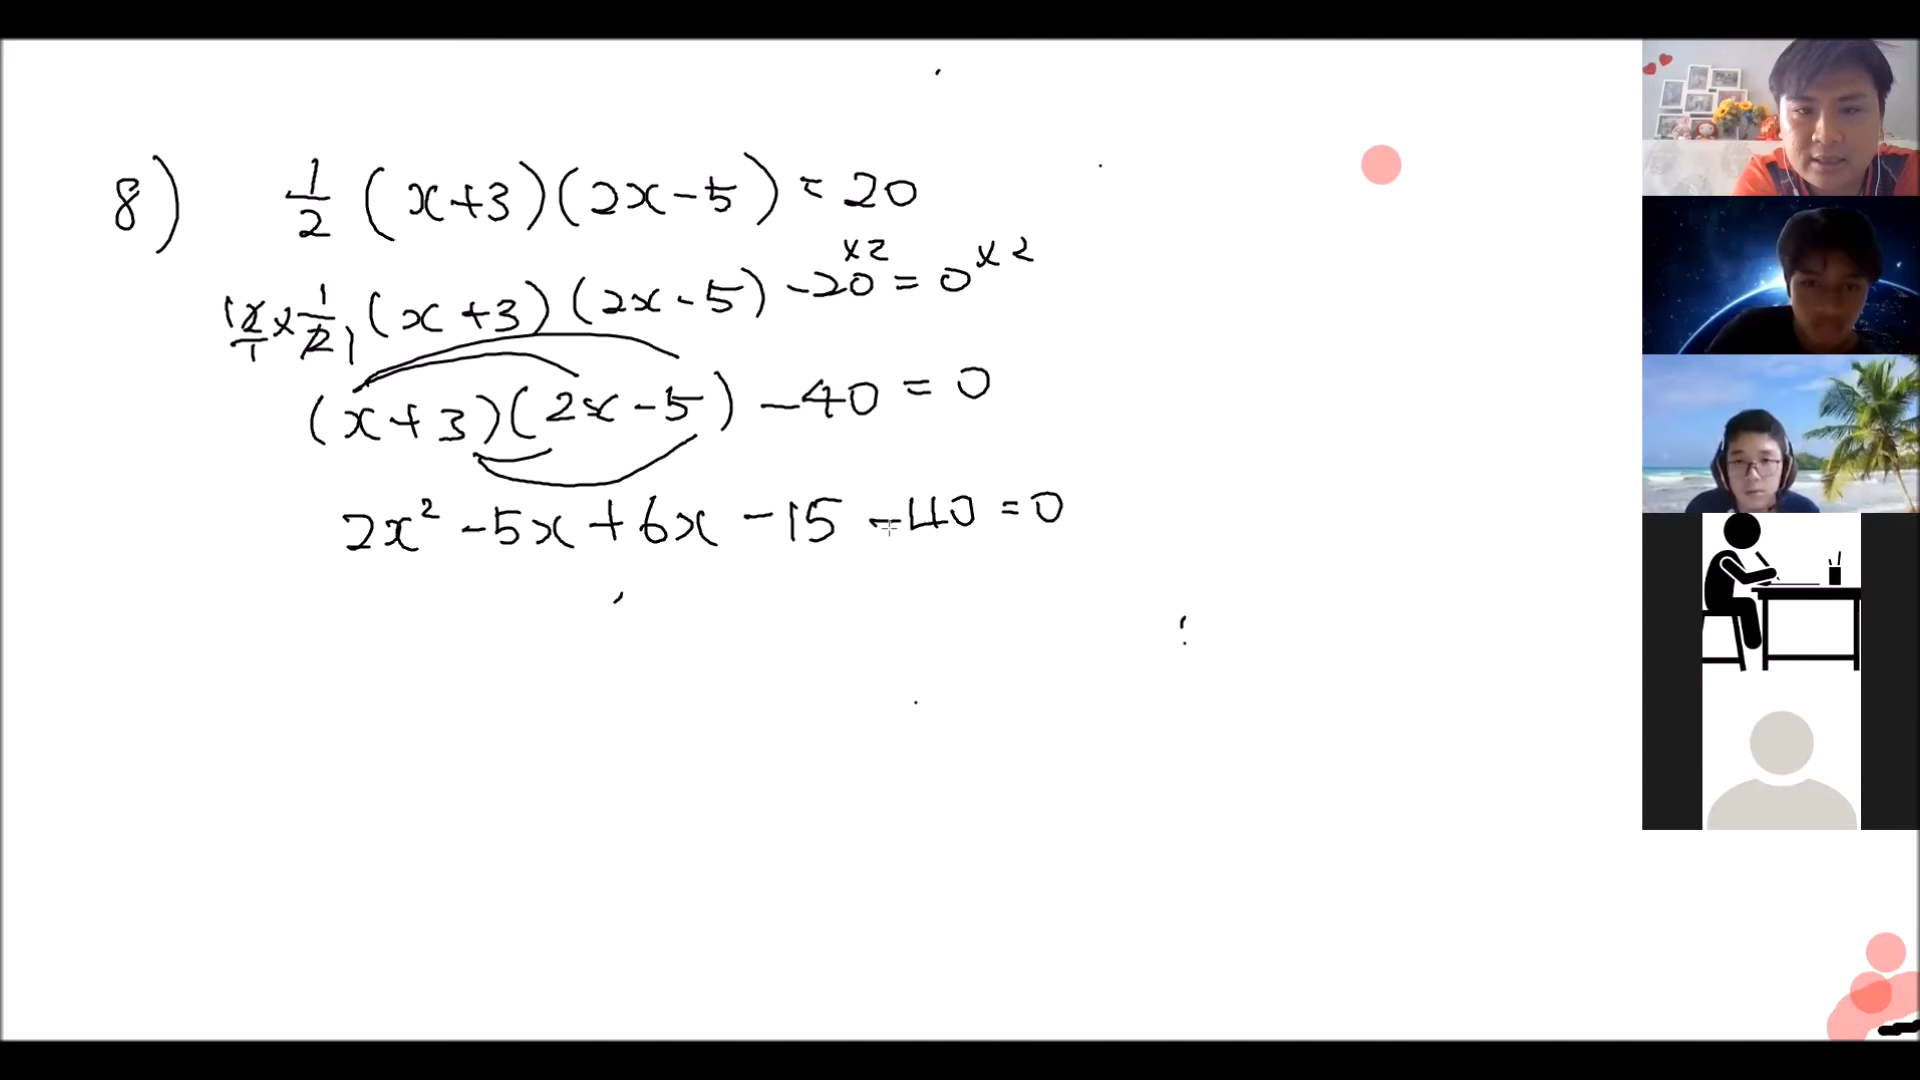 8) 1/2 (x+3)(2x-5) = 20
2/1 × 1/2 (x+3)(2x-5) -20 ×2 = 0 ×2
(x+3)(2x-5) -40 = 0
2x² -5x +6x -15 -40 = 0